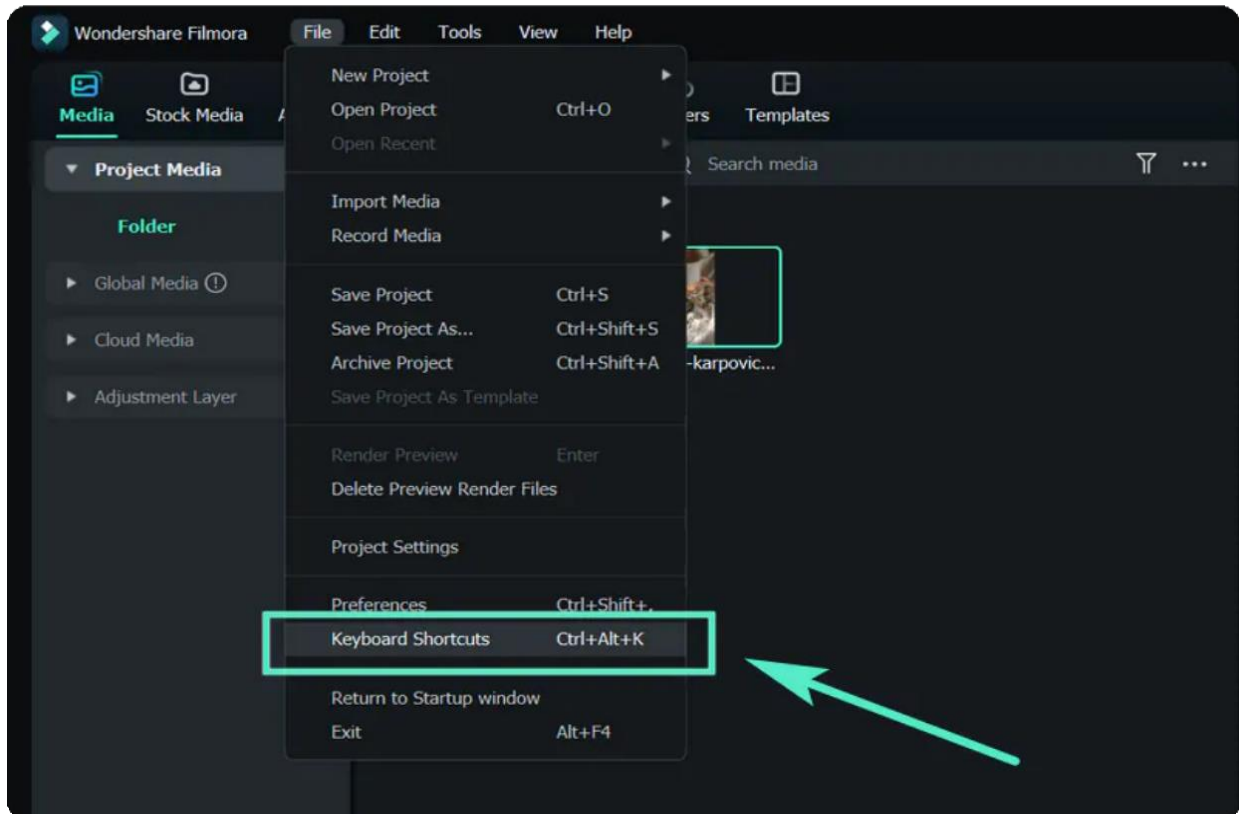 Wondershare Filmora File Edit Tools View Help
Media Stock Media Templates
Project Media
Search media
Folder
Global Media
Cloud Media
Adjustment Layer
New Project
Open Project Ctrl+O
Open Recent
Import Media
Record Media
Save Project Ctrl+S
Save Project As... Ctrl+Shift+S
Archive Project Ctrl+Shift+A
Save Project As Template
Render Preview Enter
Delete Preview Render Files
Project Settings
Preferences Ctrl+Shift+,
Keyboard Shortcuts Ctrl+Alt+K
Return to Startup window
Exit Alt+F4
-karpovic...